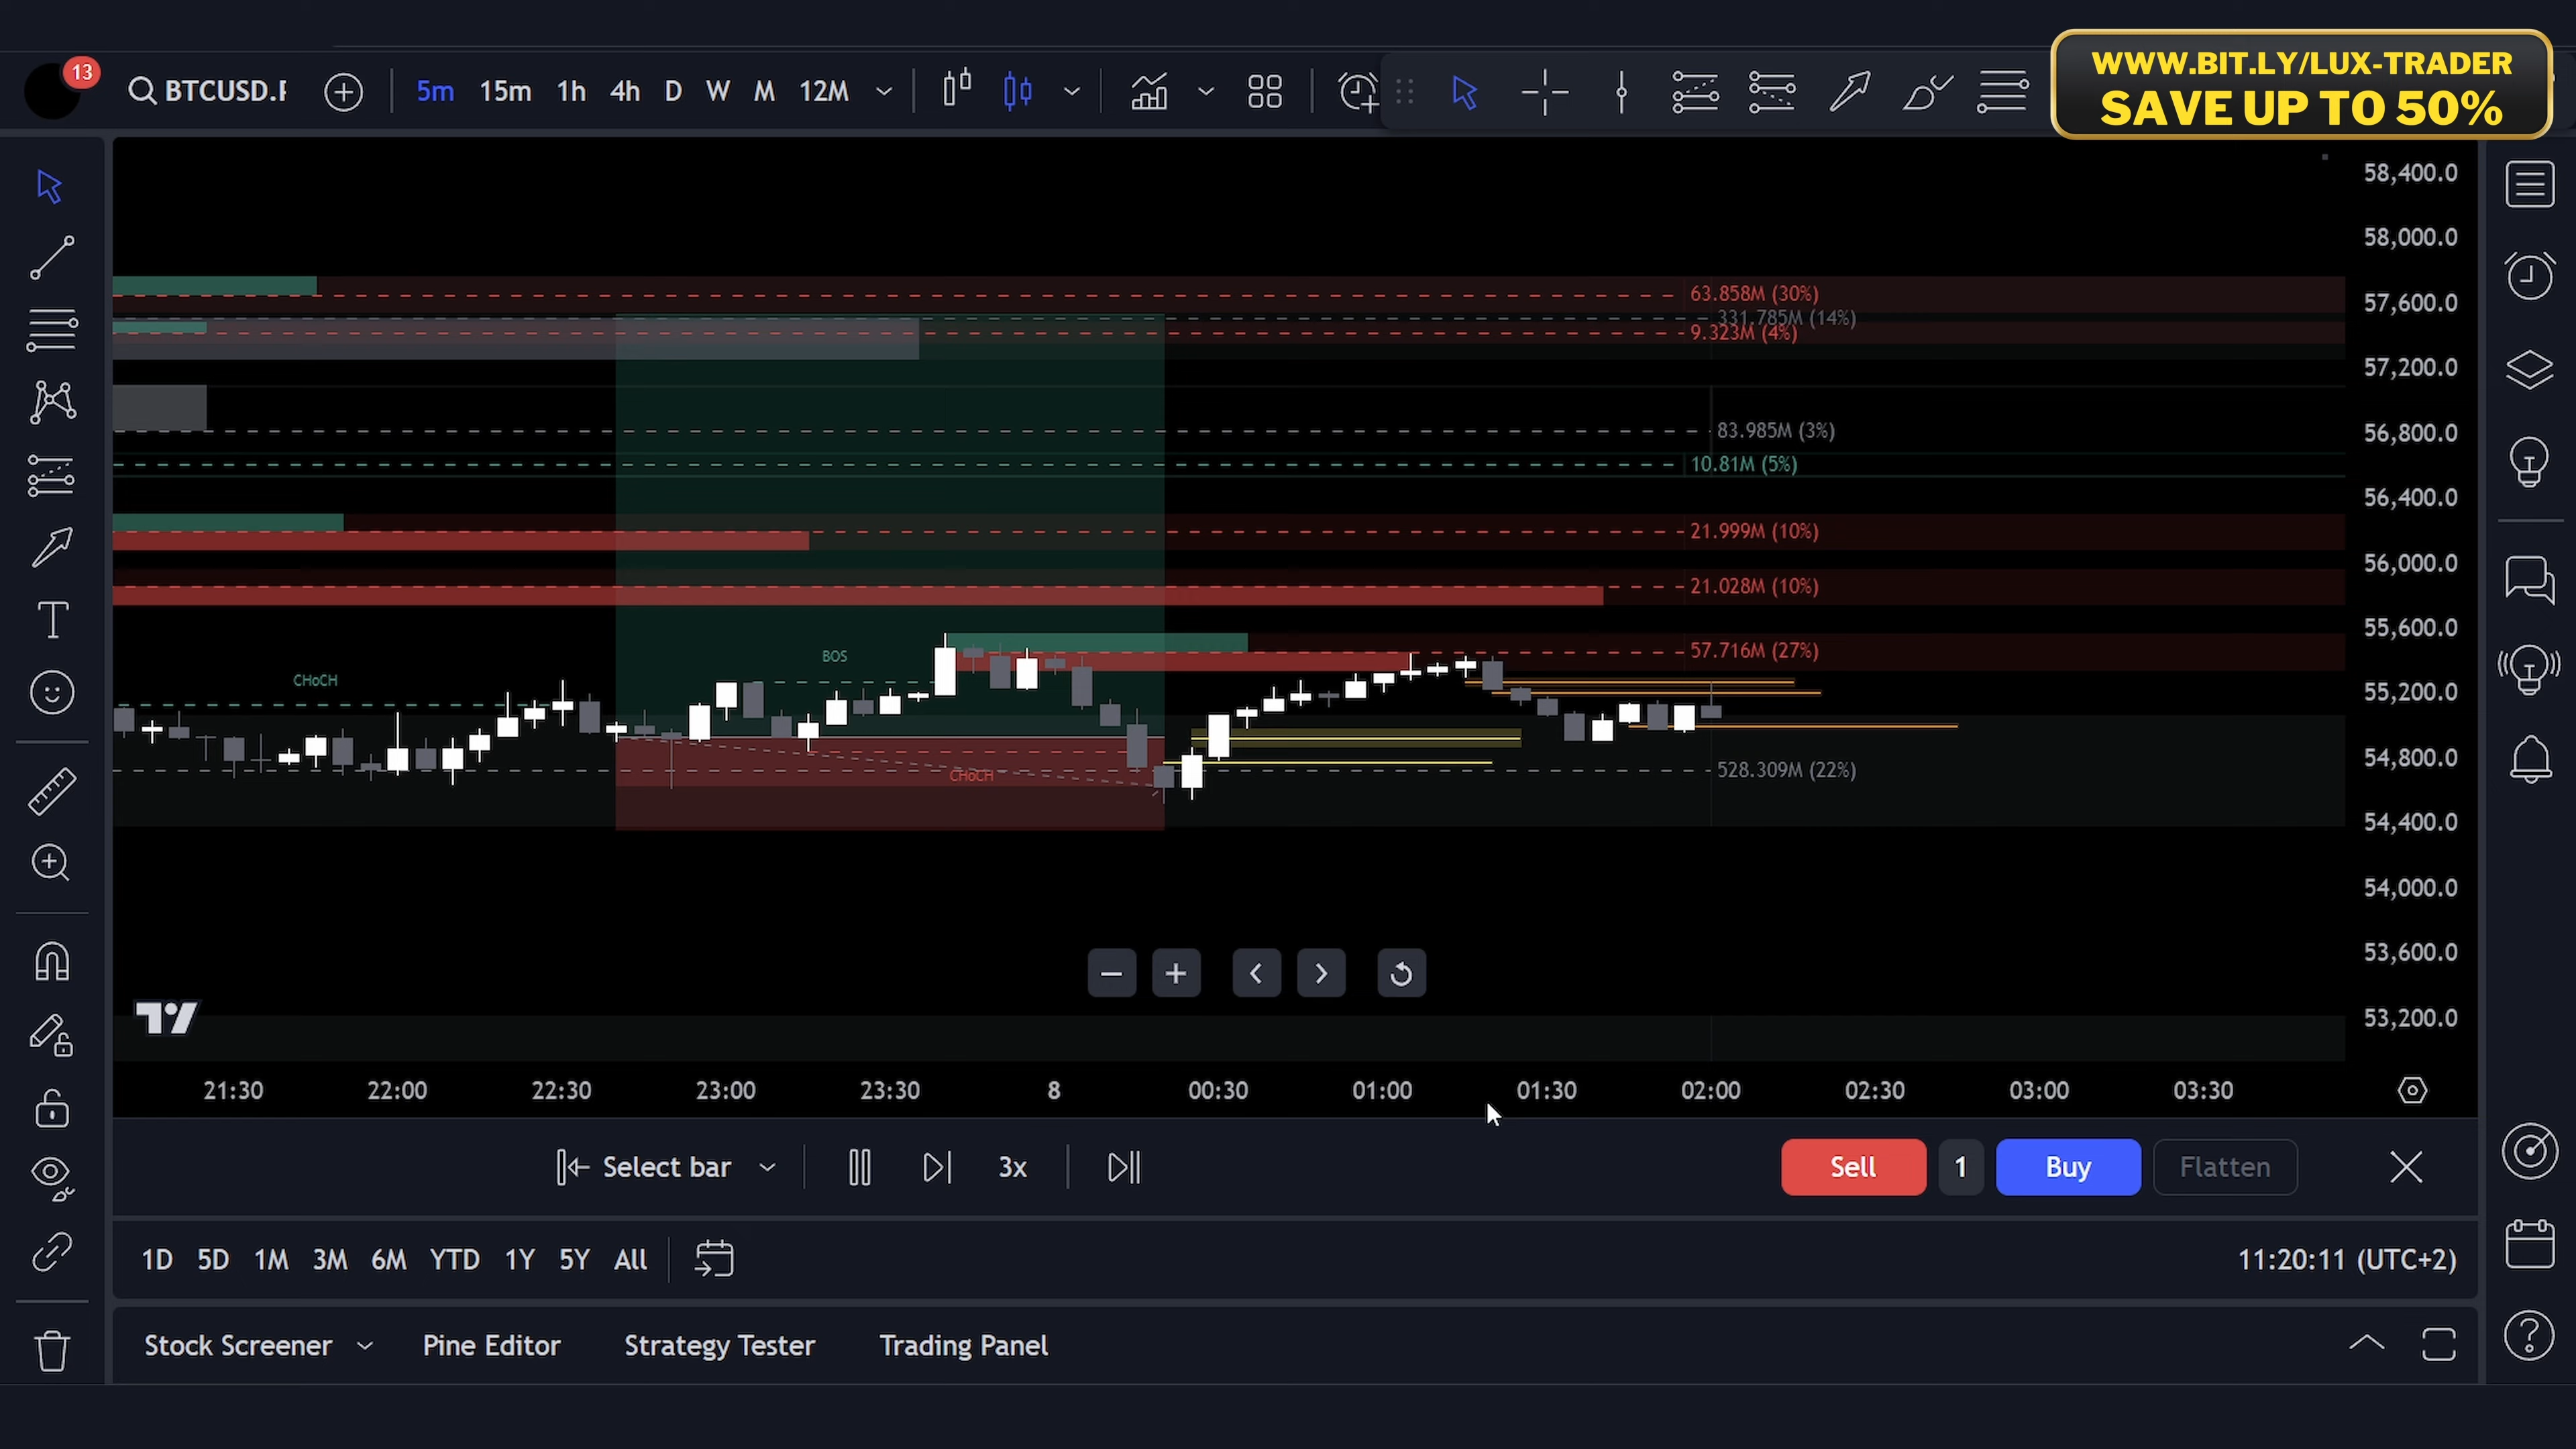 WWW.BIT.LY/LUX-TRADER
SAVE UP TO 50%
13
BTCUSD.F
5m 15m 1h 4h D W M 12M
58,400.0
58,000.0
57,600.0
57,200.0
56,800.0
56,400.0
56,000.0
55,600.0
55,200.0
54,800.0
54,400.0
54,000.0
53,600.0
53,200.0
63.858M (30%)
331.785M (14%)
9.323M (4%)
83.985M (3%)
10.81M (5%)
21.999M (10%)
21.028M (10%)
57.716M (27%)
528.309M (22%)
BOS
CHoCH
CHoCH
21:30 22:00 22:30 23:00 23:30 8 00:30 01:00 01:30 02:00 02:30 03:00 03:30
Select bar 3x Sell 1 Buy Flatten
1D 5D 1M 3M 6M YTD 1Y 5Y All 11:20:11 (UTC+2)
Stock Screener Pine Editor Strategy Tester Trading Panel